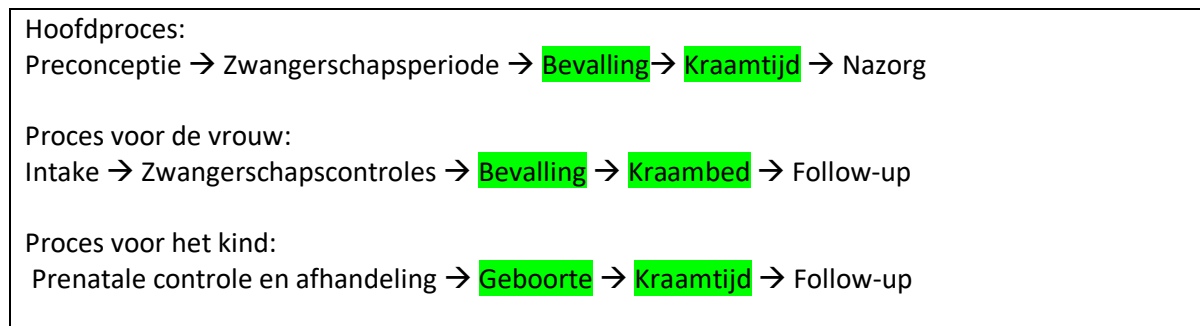 Hoofdproces:
Preconceptie → Zwangerschapsperiode → Bevalling→ Kraamtijd → Nazorg
Proces voor de vrouw:
Intake → Zwangerschapscontroles → Bevalling → Kraambed → Follow-up
Proces voor het kind:
Prenatale controle en afhandeling → Geboorte → Kraamtijd → Follow-up